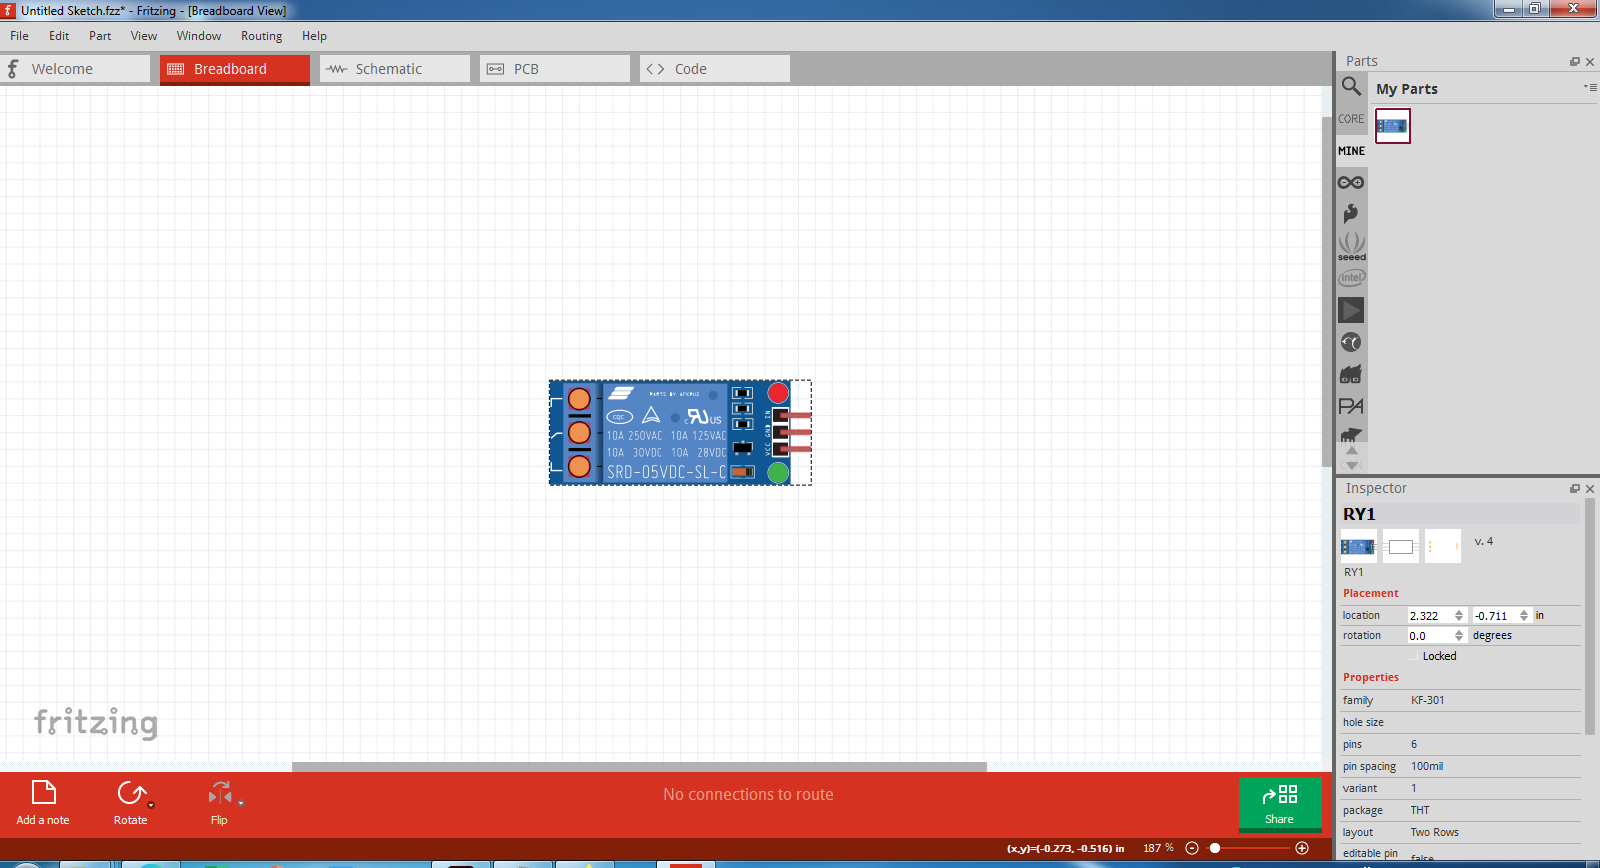 Untitled Sketch.fzz* - Fritzing - [Breadboard View]
File Edit Part View Window Routing Help
Welcome
Breadboard
Schematic
PCB
Code
PARTS BY ATKRUZ
CQC
c US
10A 250VAC 10A 125VAC
10A 30VDC 10A 28VDC
SRD-05VDC-SL-C
IN
GND
VCC
fritzing
Add a note
Rotate
Flip
No connections to route
Share
(x,y)=(-0.273, -0.516) in 187 %
Parts
My Parts
CORE
MINE
seeed
intel
PA
Inspector
RY1
v. 4
RY1
Placement
location 2.322 -0.711 in
rotation 0.0 degrees
Locked
Properties
family KF-301
hole size
pins 6
pin spacing 100mil
variant 1
package THT
layout Two Rows
editable pin false